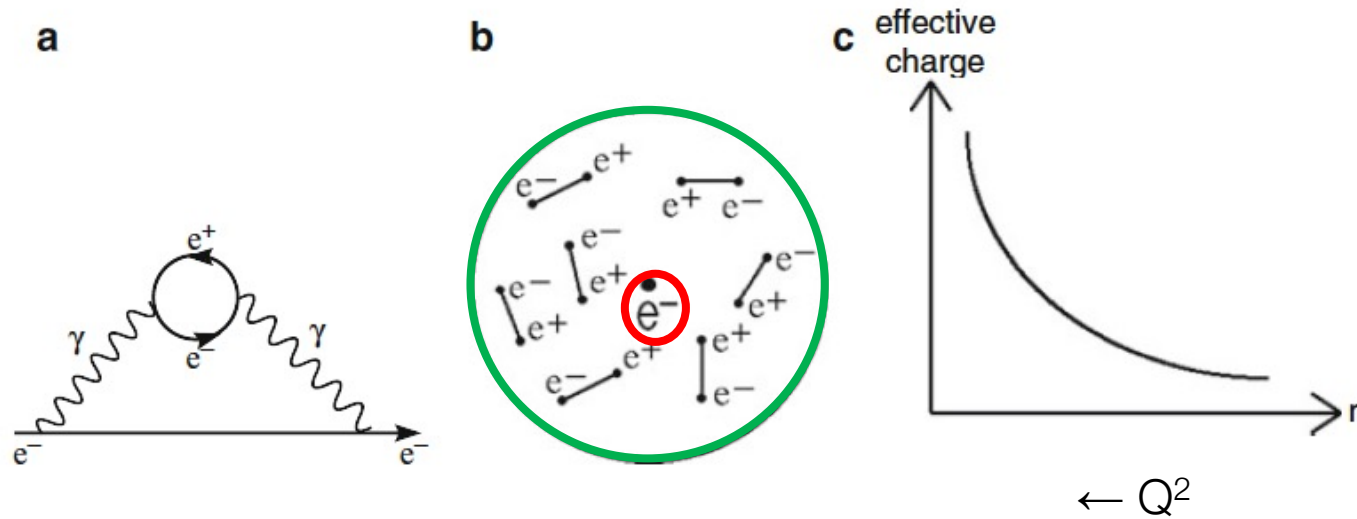 a
e⁺
γ
e⁻
γ
e⁻
e⁻
b
e⁻
e⁺
e⁺
e⁻
e⁻
e⁺
e⁻
e⁺
e⁻
e⁻
e⁺
e⁻
e⁺
e⁺
e⁻
e⁻
c
effective
charge
r
← Q²